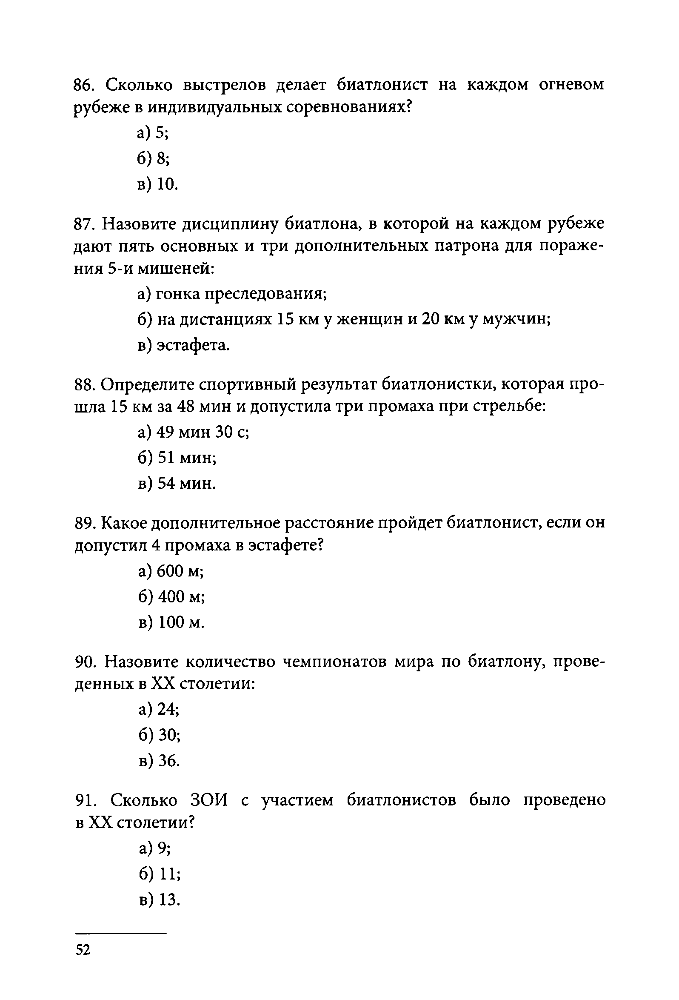 86. Сколько выстрелов делает биатлонист на каждом огневом
рубеже в индивидуальных соревнованиях?
а) 5;
б) 8;
в) 10.
87. Назовите дисциплину биатлона, в которой на каждом рубеже
дают пять основных и три дополнительных патрона для пораже-
ния 5-и мишеней:
а) гонка преследования;
б) на дистанциях 15 км у женщин и 20 км у мужчин;
в) эстафета.
88. Определите спортивный результат биатлонистки, которая про-
шла 15 км за 48 мин и допустила три промаха при стрельбе:
а) 49 мин 30 с;
б) 51 мин;
в) 54 мин.
89. Какое дополнительное расстояние пройдет биатлонист, если он
допустил 4 промаха в эстафете?
а) 600 м;
б) 400 м;
в) 100 м.
90. Назовите количество чемпионатов мира по биатлону, прове-
денных в XX столетии:
а) 24;
б) 30;
в) 36.
91. Сколько ЗОИ с участием биатлонистов было проведено
в XX столетии?
а) 9;
б) 11;
в) 13.
52